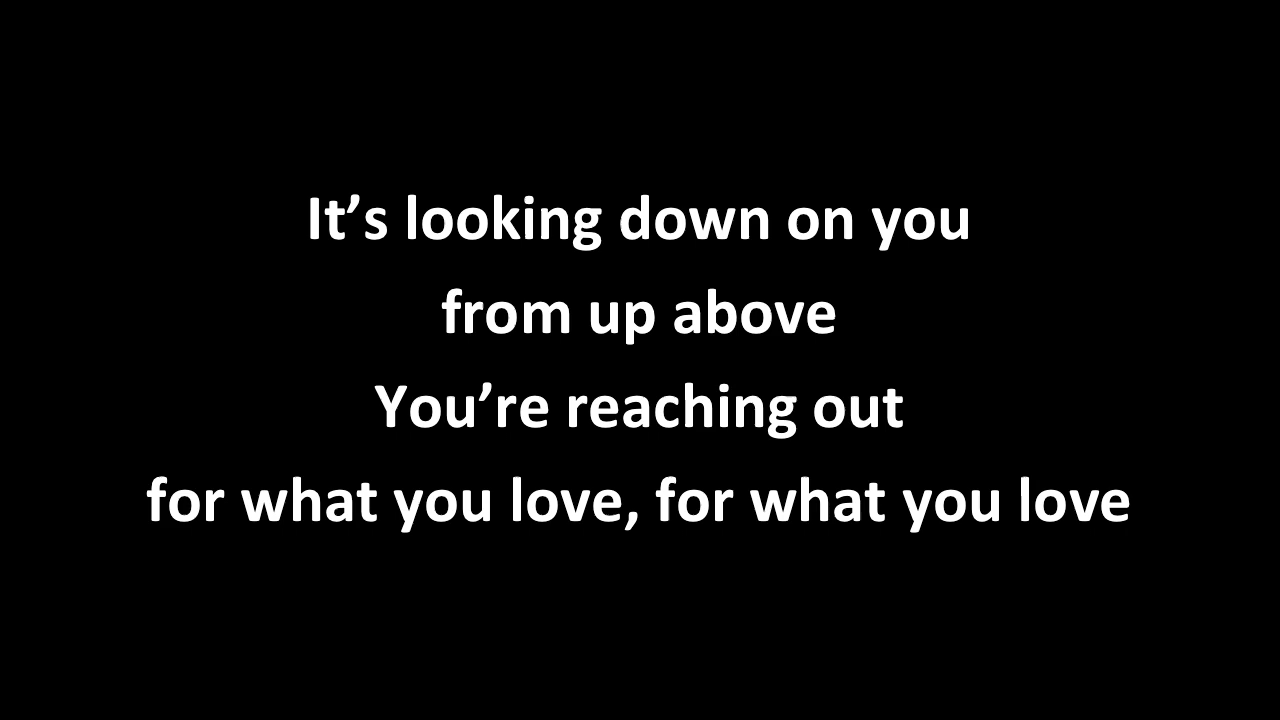 It’s looking down on you
from up above
You’re reaching out
for what you love, for what you love